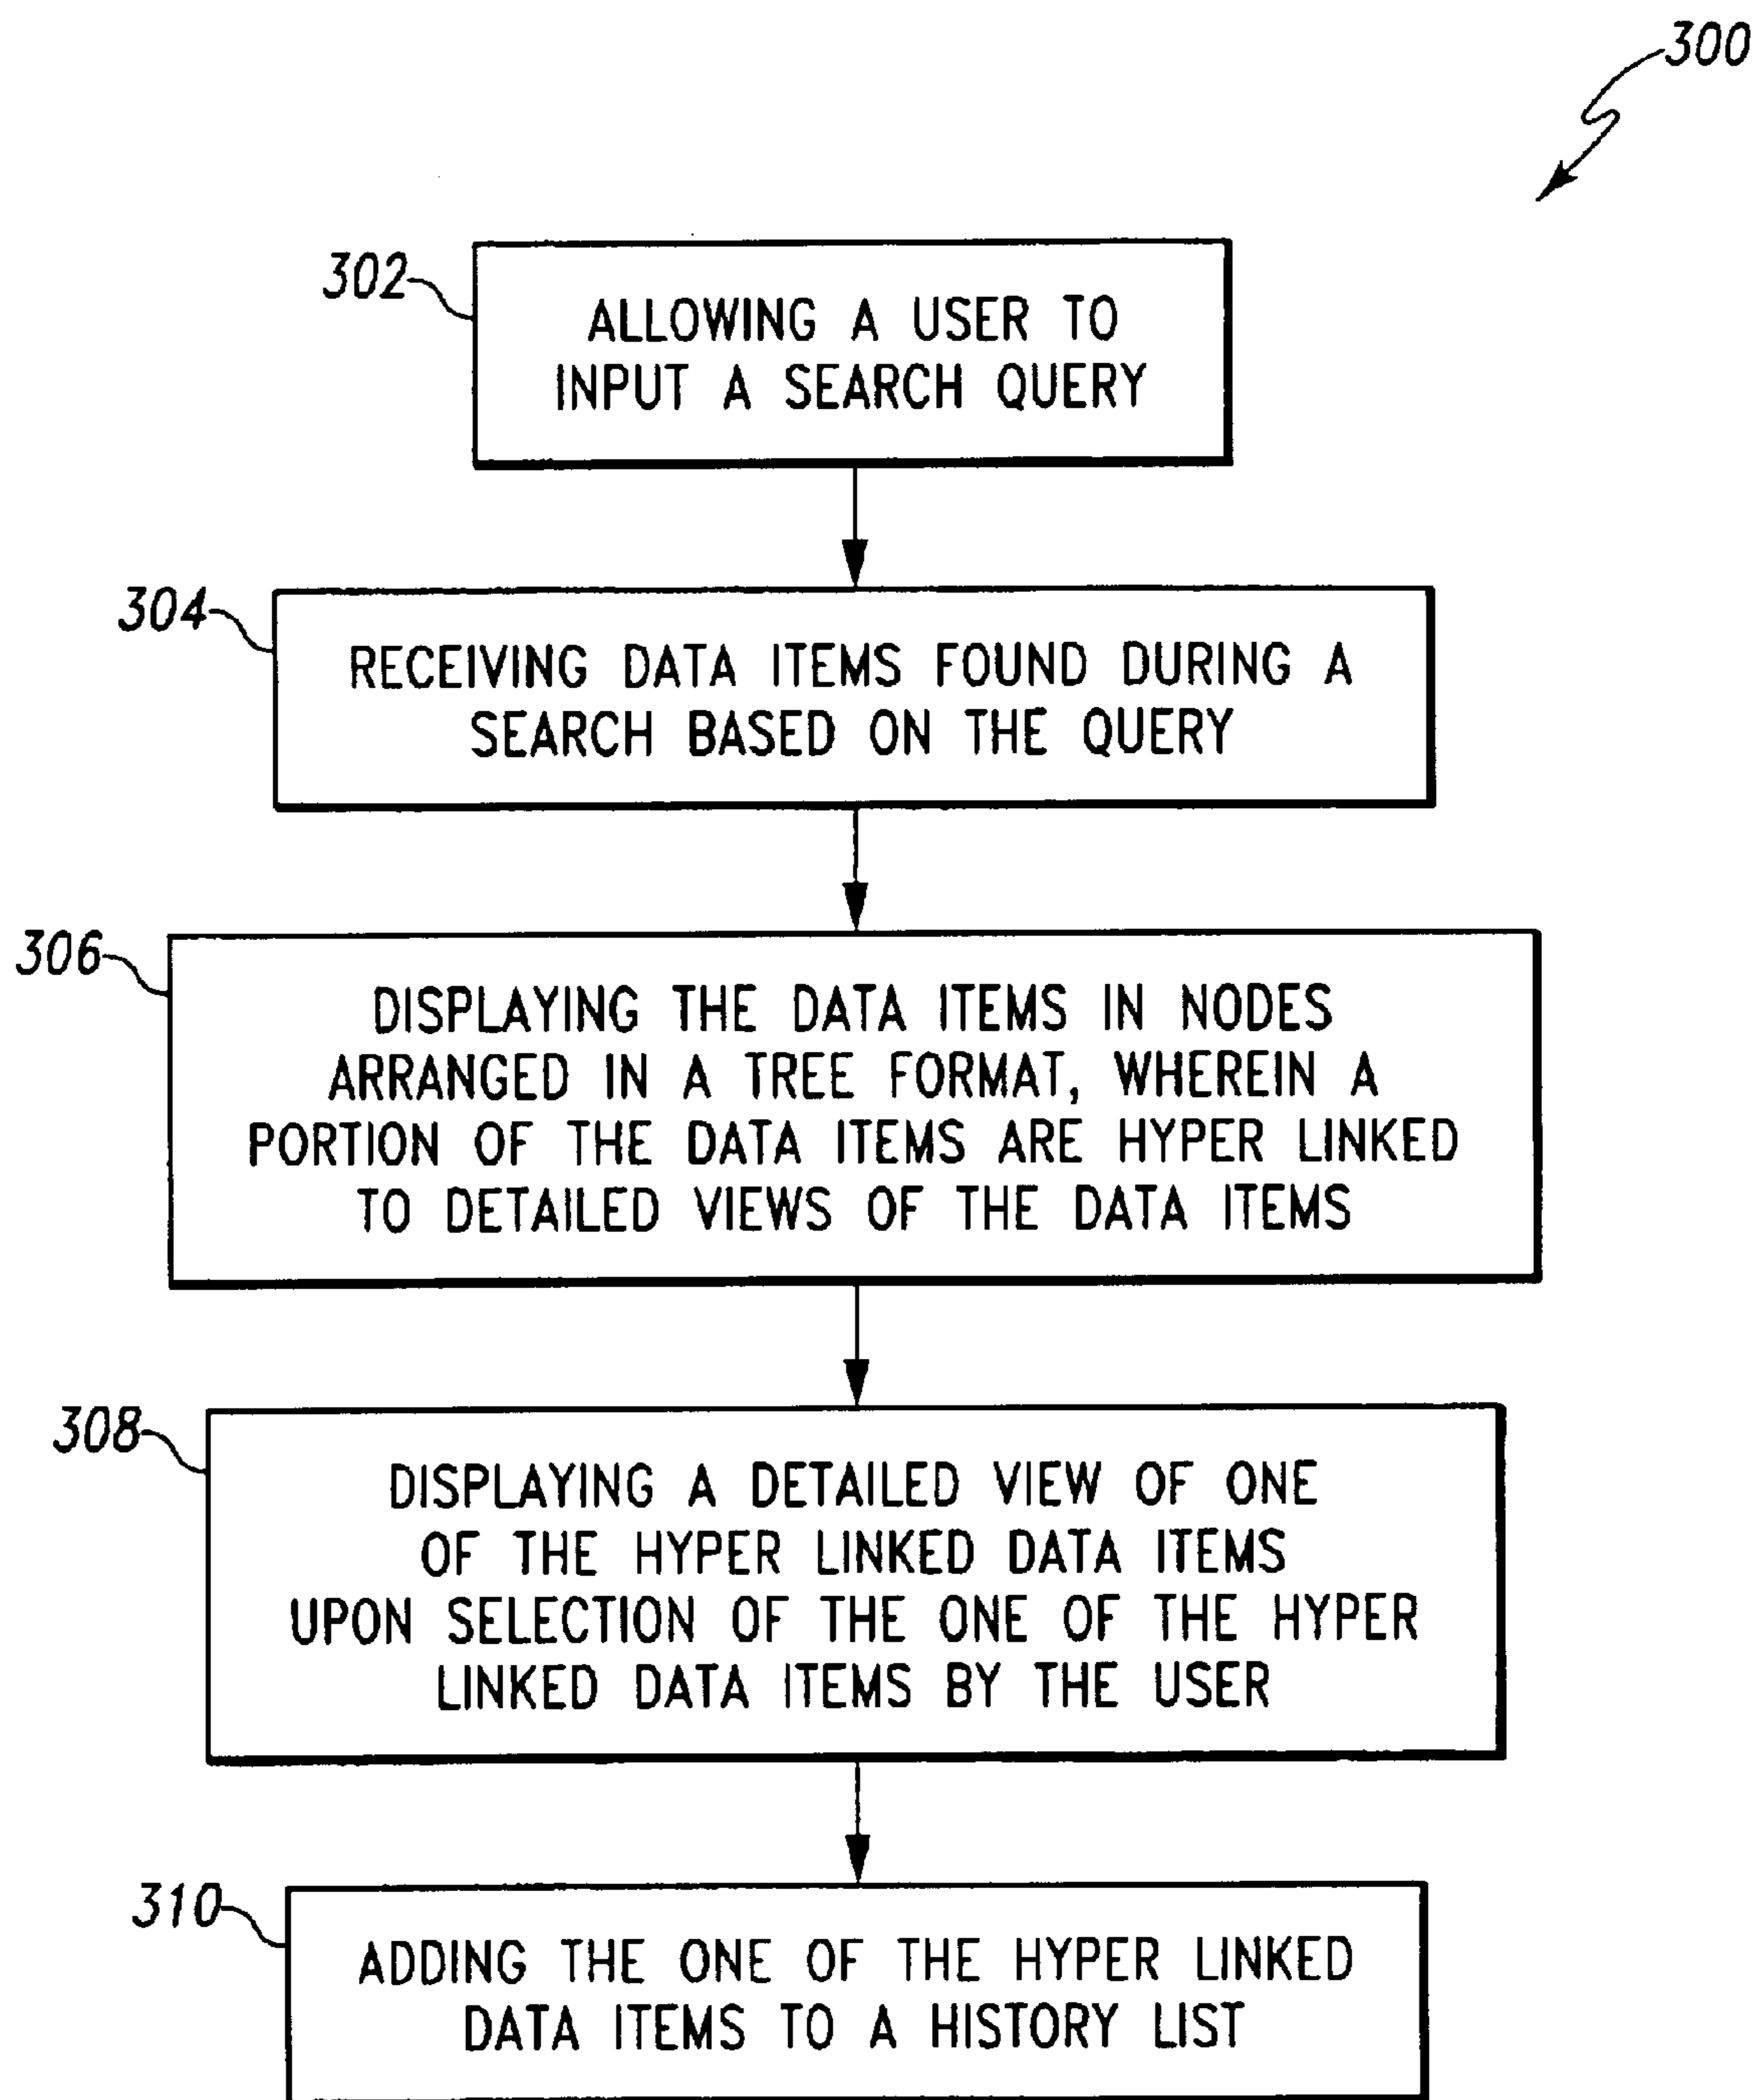 300
302
ALLOWING A USER TO
INPUT A SEARCH QUERY
304
RECEIVING DATA ITEMS FOUND DURING A
SEARCH BASED ON THE QUERY
306
DISPLAYING THE DATA ITEMS IN NODES
ARRANGED IN A TREE FORMAT, WHEREIN A
PORTION OF THE DATA ITEMS ARE HYPER LINKED
TO DETAILED VIEWS OF THE DATA ITEMS
308
DISPLAYING A DETAILED VIEW OF ONE
OF THE HYPER LINKED DATA ITEMS
UPON SELECTION OF THE ONE OF THE HYPER
LINKED DATA ITEMS BY THE USER
310
ADDING THE ONE OF THE HYPER LINKED
DATA ITEMS TO A HISTORY LIST